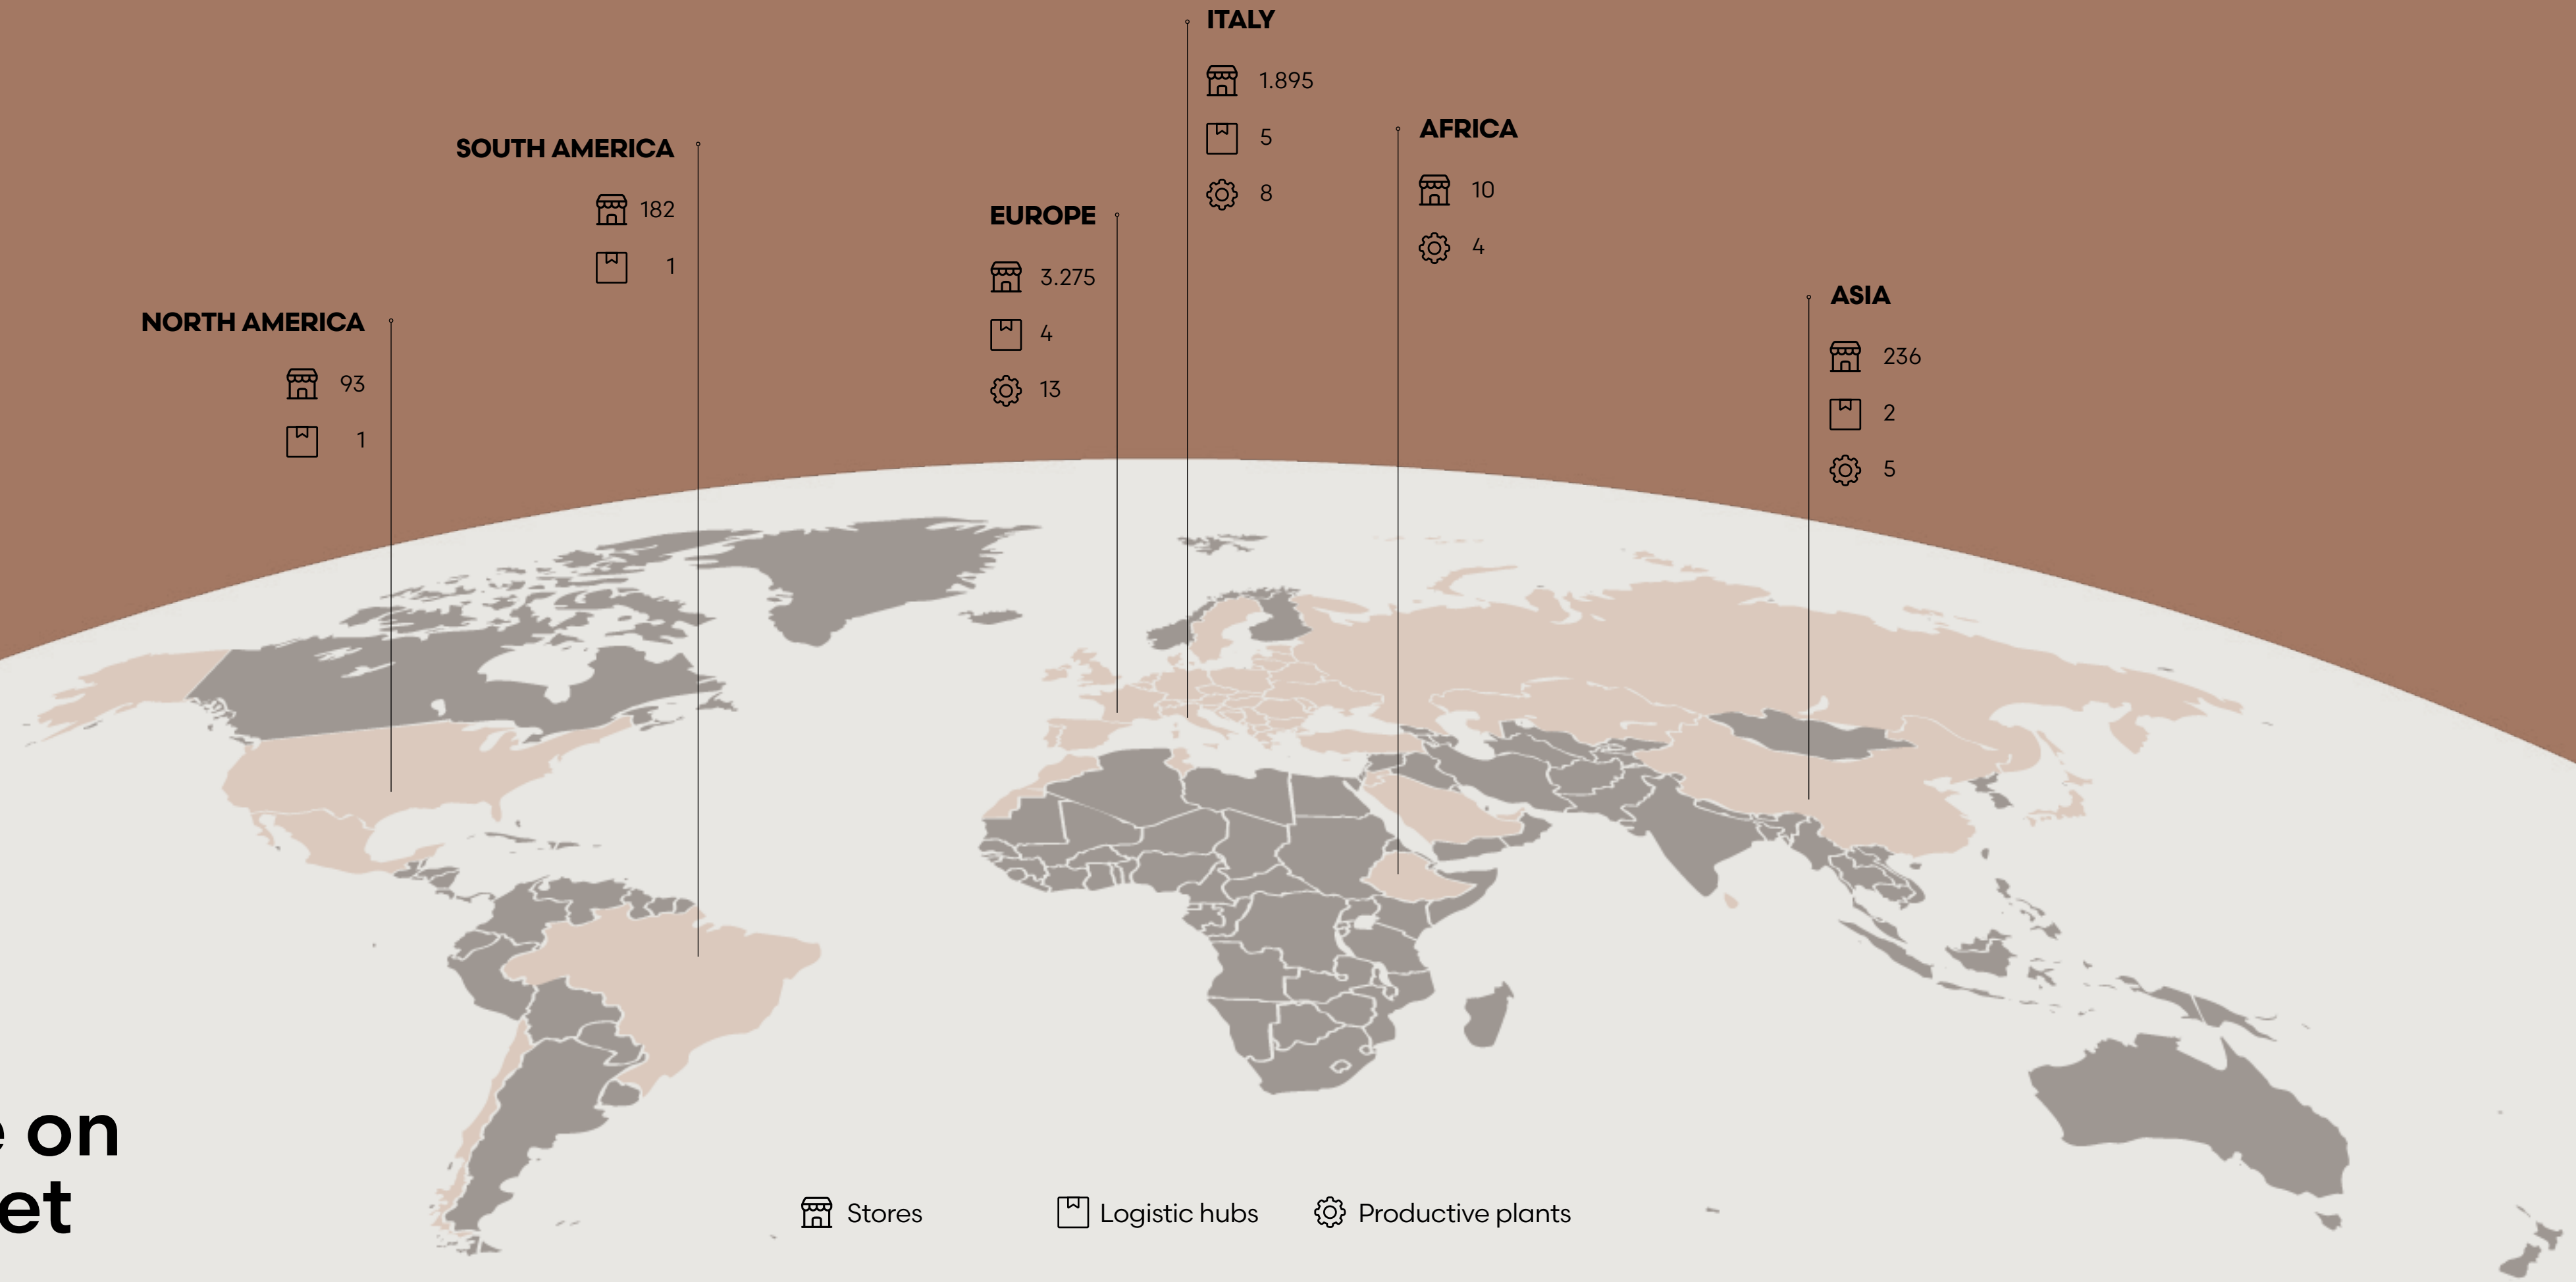 ITALY
1.895
5
8
AFRICA
10
4
SOUTH AMERICA
182
1
EUROPE
3.275
4
13
ASIA
236
2
5
NORTH AMERICA
93
1
on
et
Stores
Logistic hubs
Productive plants